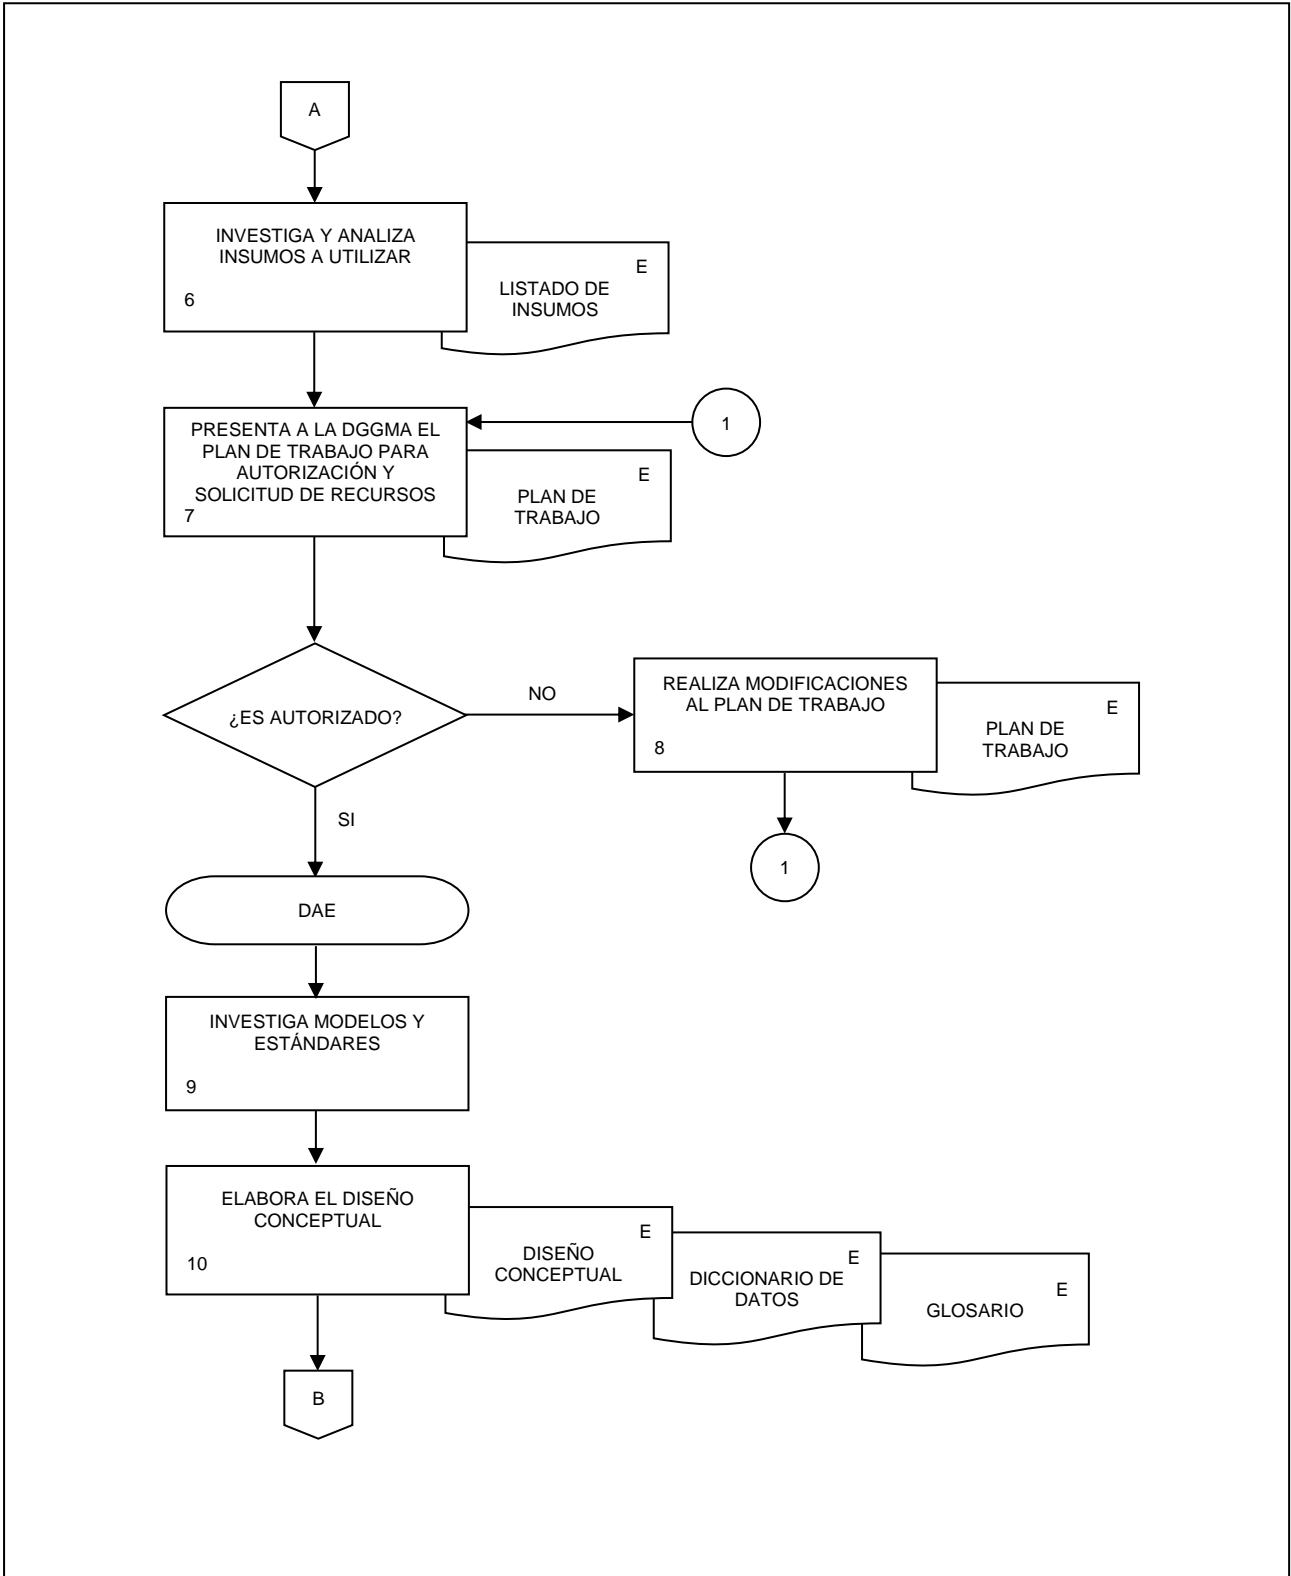 A
INVESTIGA Y ANALIZA
INSUMOS A UTILIZAR
6
E
LISTADO DE
INSUMOS
PRESENTA A LA DGGMA EL
PLAN DE TRABAJO PARA
AUTORIZACIÓN Y
SOLICITUD DE RECURSOS
7
1
E
PLAN DE
TRABAJO
¿ES AUTORIZADO?
NO
REALIZA MODIFICACIONES
AL PLAN DE TRABAJO
8
E
PLAN DE
TRABAJO
1
SI
DAE
INVESTIGA MODELOS Y
ESTÁNDARES
9
ELABORA EL DISEÑO
CONCEPTUAL
10
E
DISEÑO
CONCEPTUAL
E
DICCIONARIO DE
DATOS
E
GLOSARIO
B